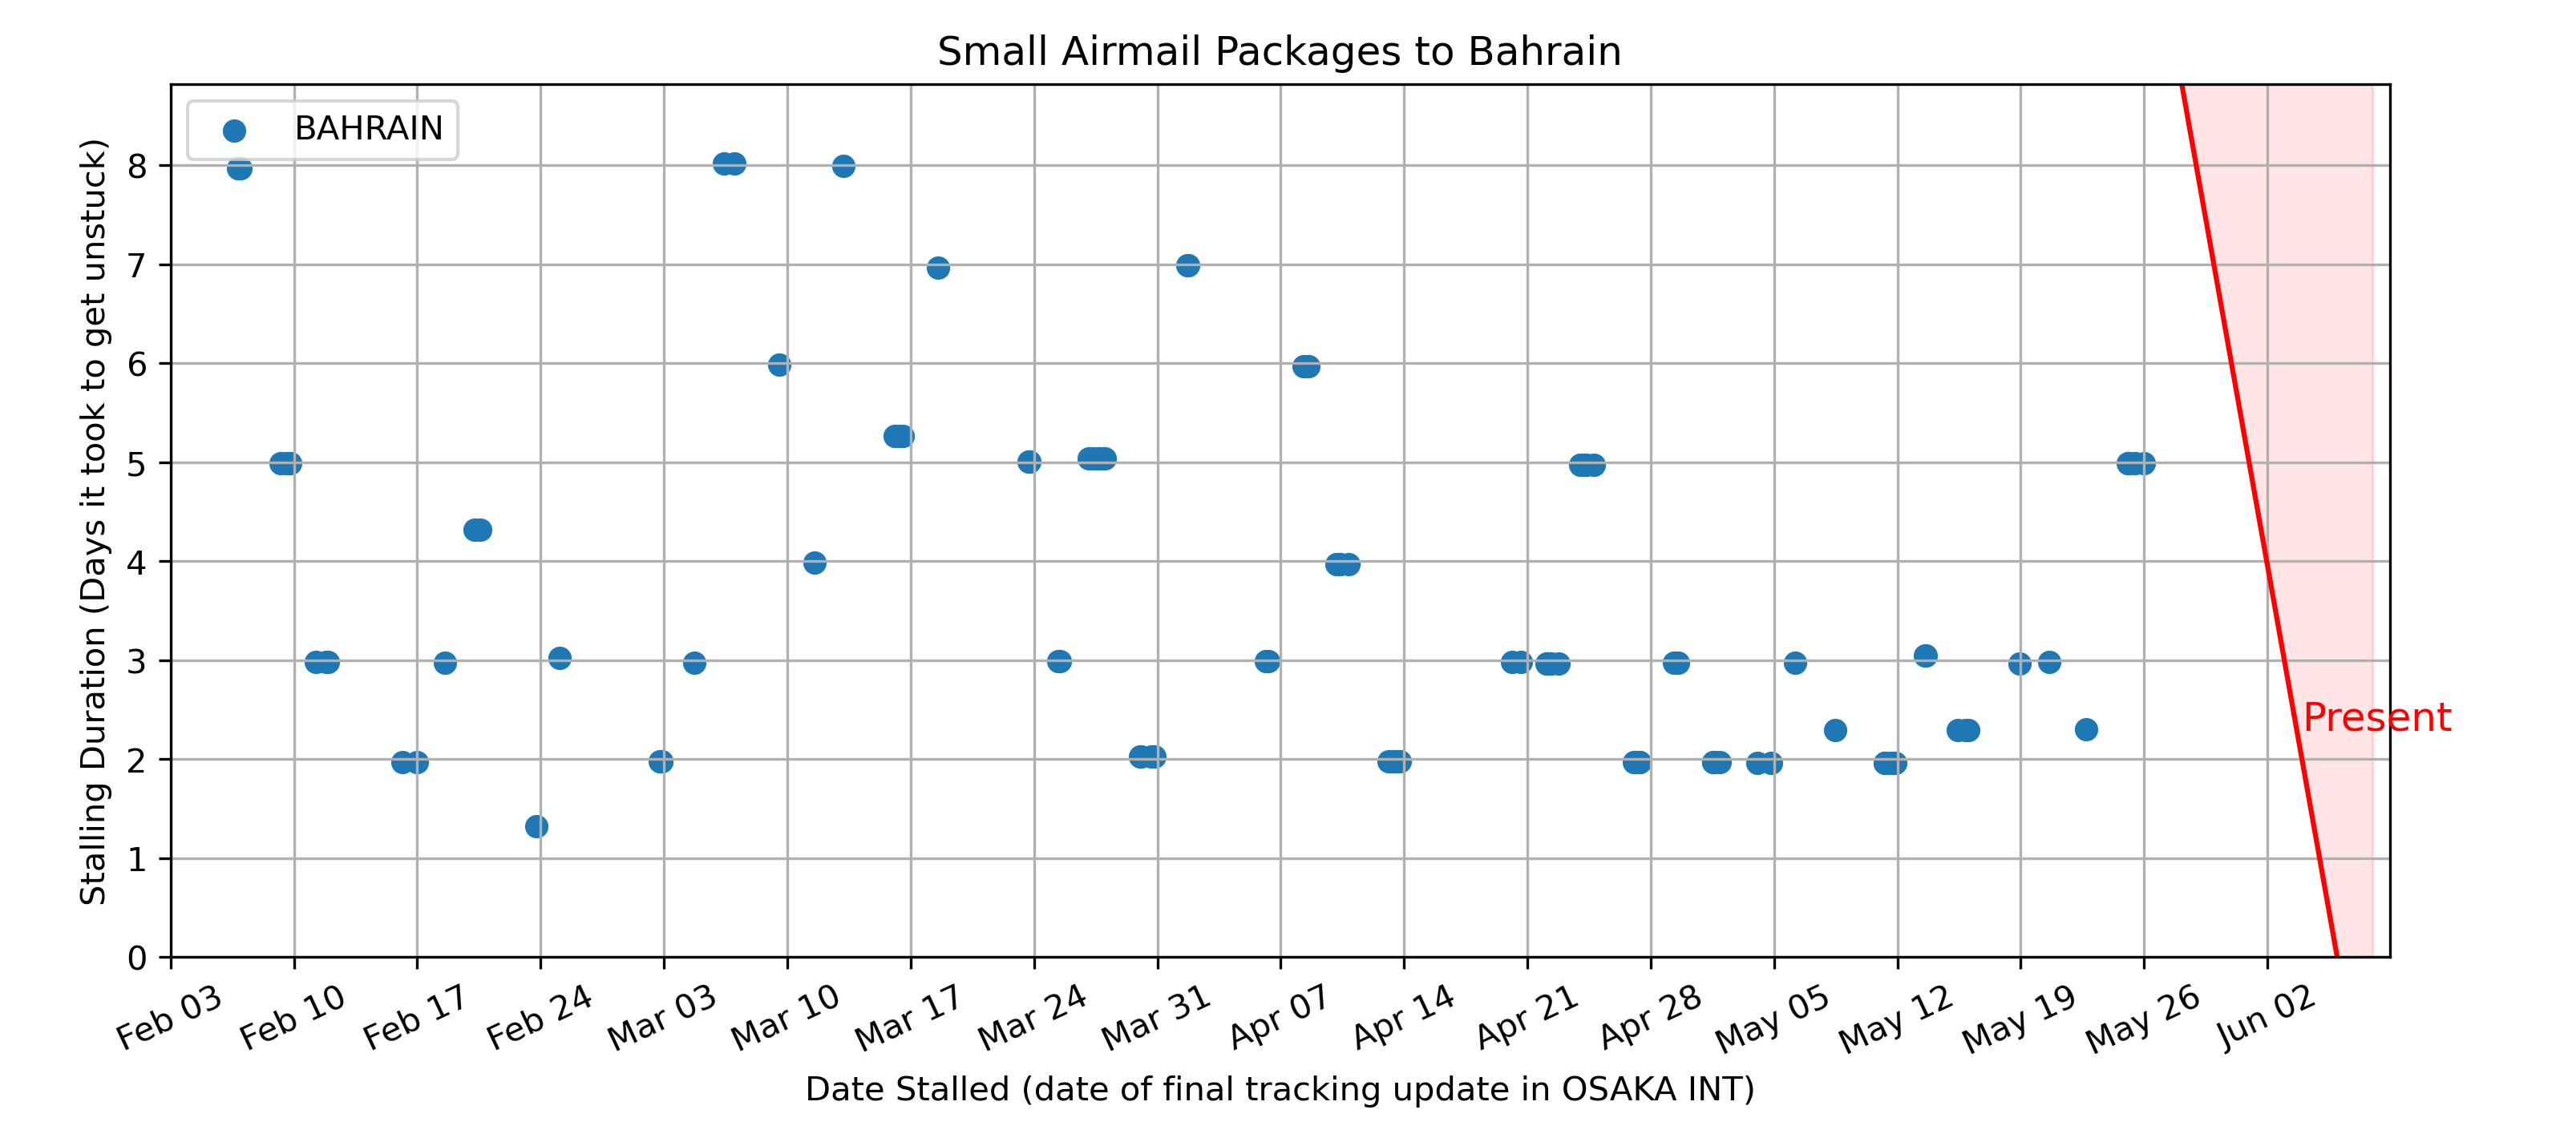 Small Airmail Packages to Bahrain
BAHRAIN
Stalling Duration (Days it took to get unstuck)
8
7
6
5
4
3
2
1
0
Present
Feb 03 Feb 10 Feb 17 Feb 24 Mar 03 Mar 10 Mar 17 Mar 24 Mar 31 Apr 07 Apr 14 Apr 21 Apr 28 May 05 May 12 May 19 May 26 Jun 02
Date Stalled (date of final tracking update in OSAKA INT)